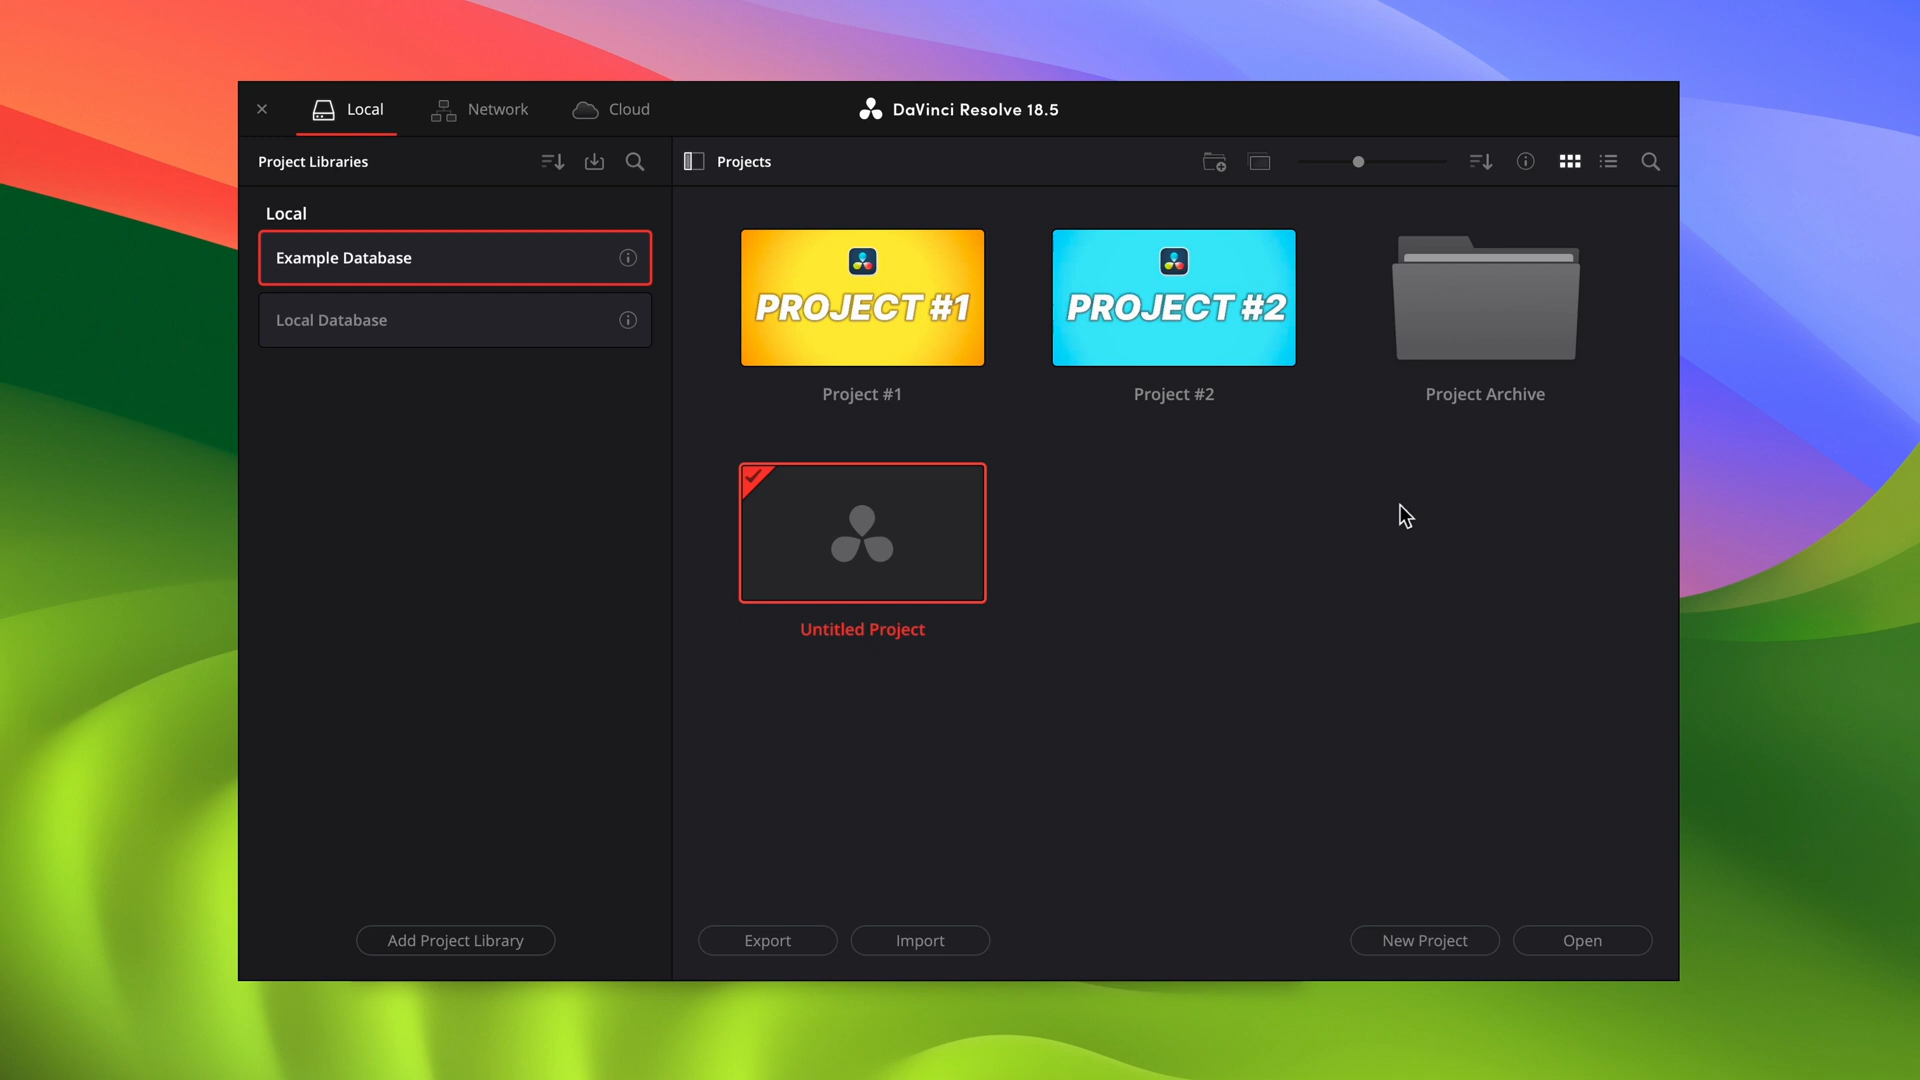 Local
Network
Cloud
DaVinci Resolve 18.5
Project Libraries
Projects
Local
Example Database
Local Database
PROJECT #1
PROJECT #2
Project #1
Project #2
Project Archive
Untitled Project
Add Project Library
Export
Import
New Project
Open